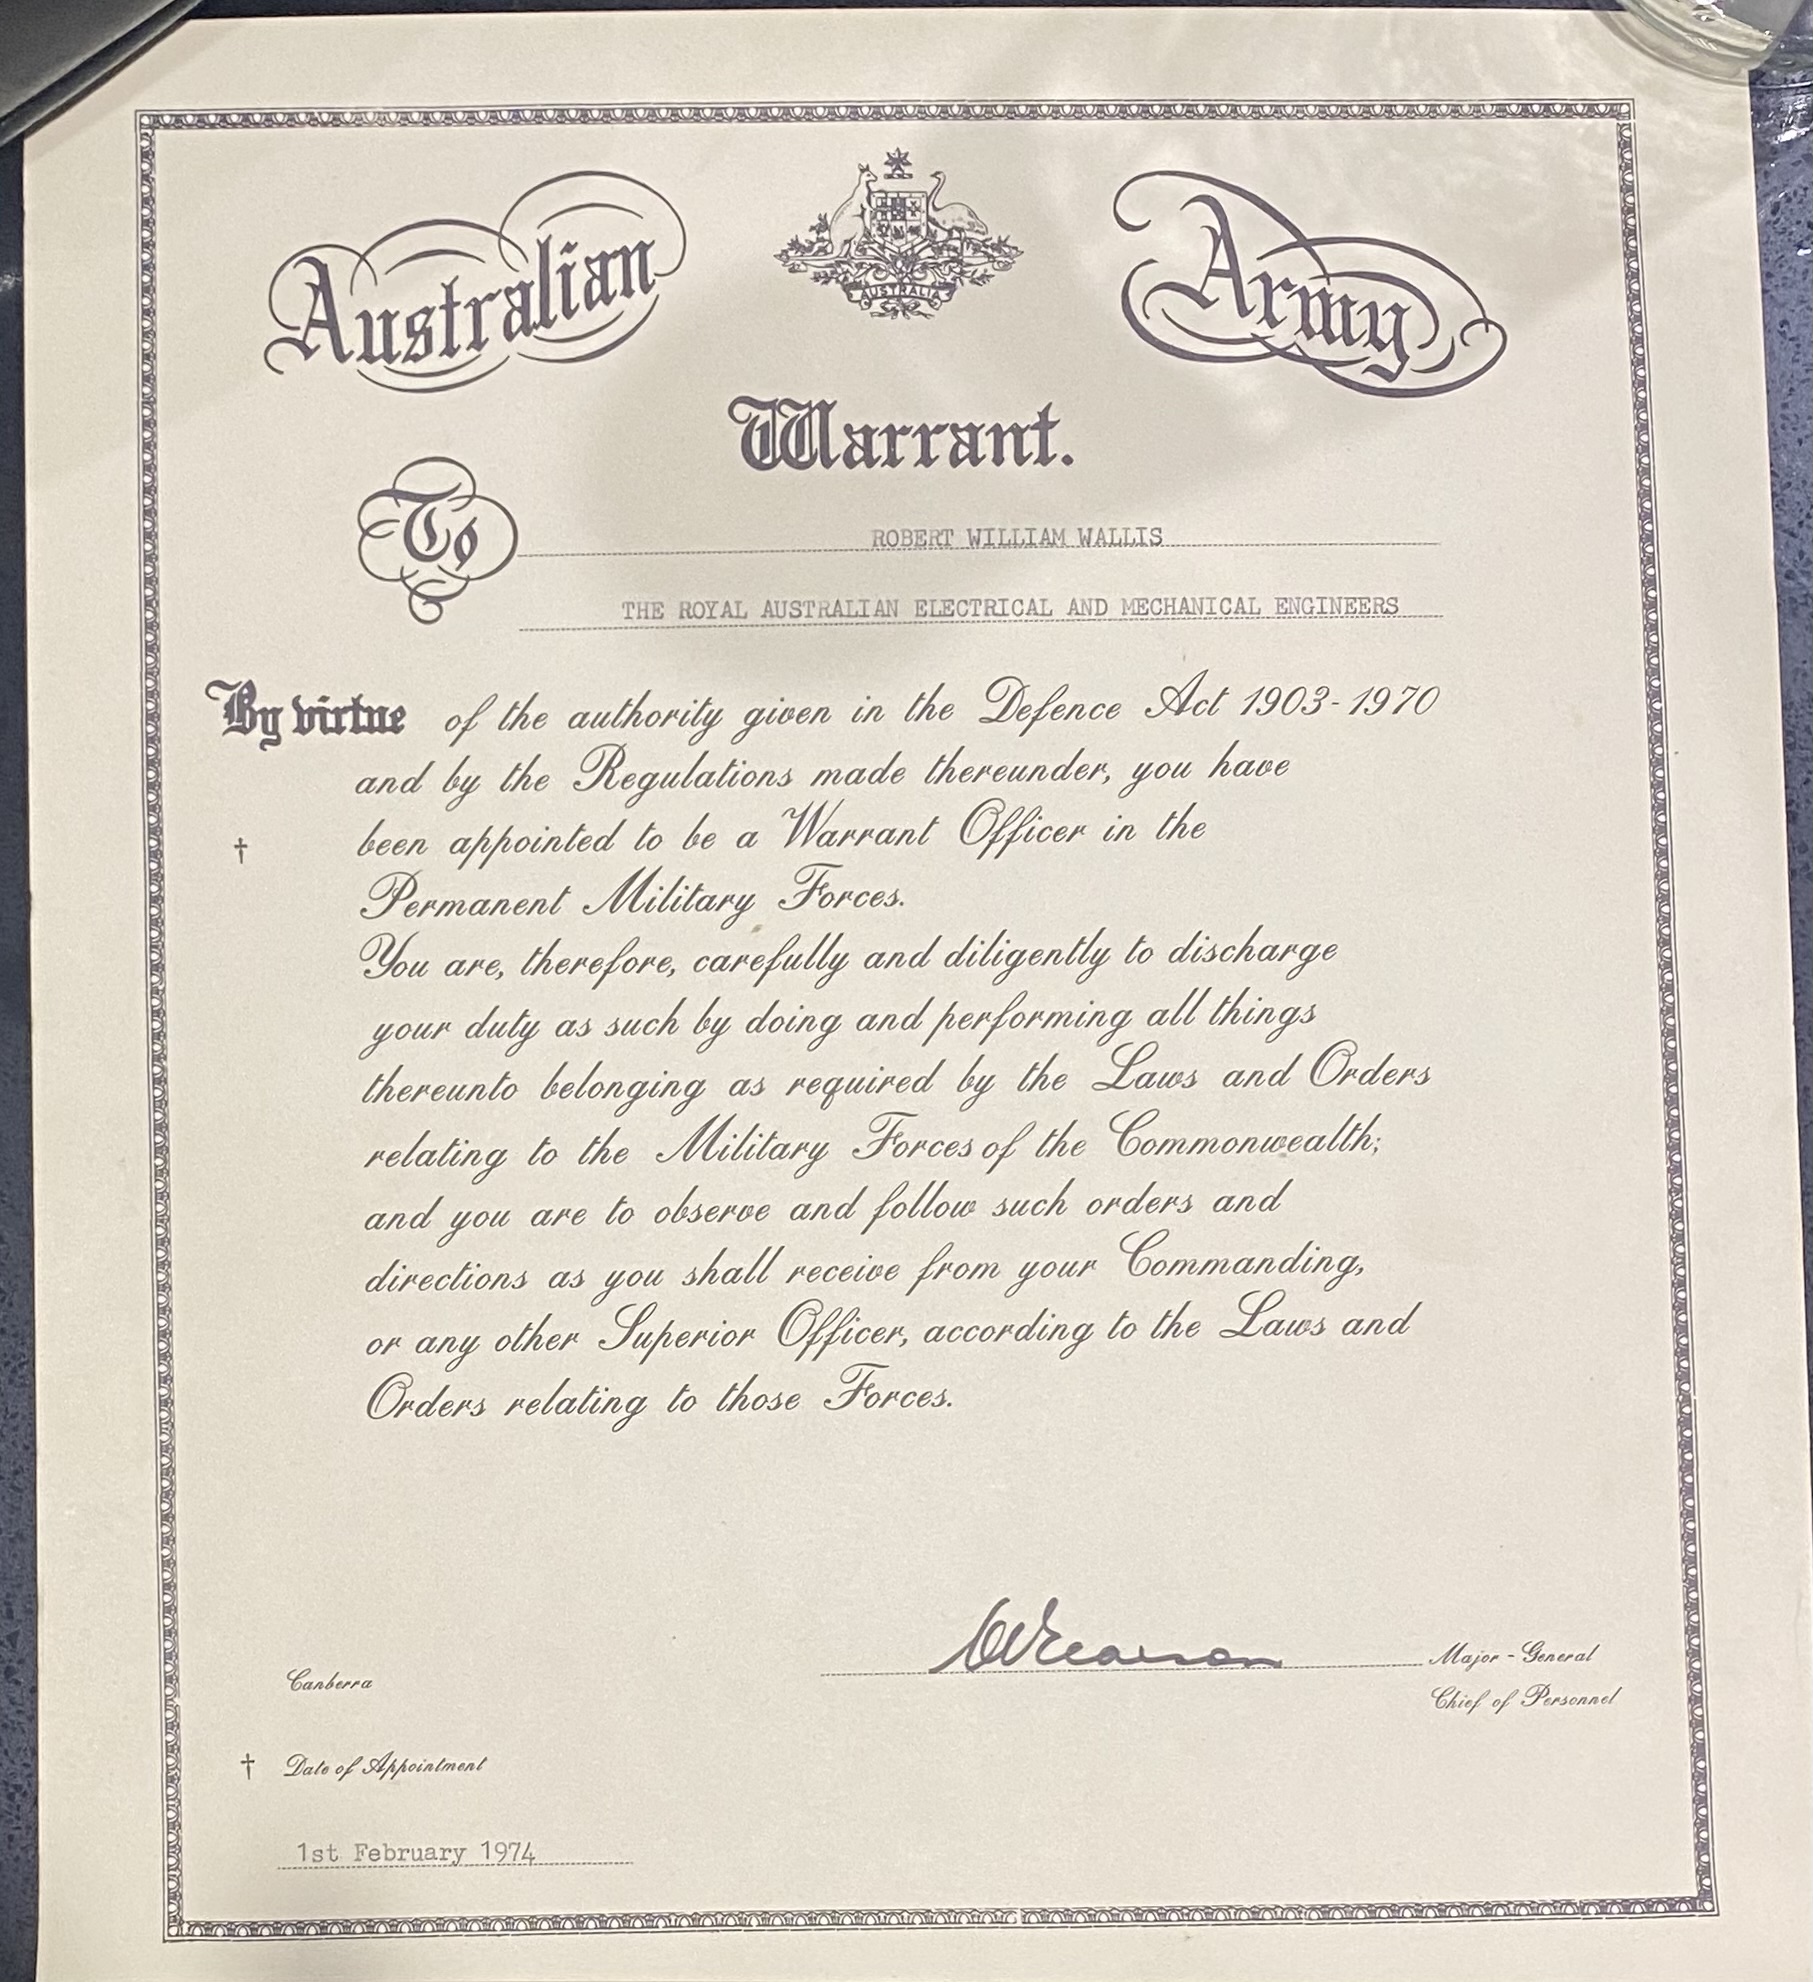 Australian
AUSTRALIA
Army
Warrant.
To
ROBERT WILLIAM WALLIS
THE ROYAL AUSTRALIAN ELECTRICAL AND MECHANICAL ENGINEERS
By virtue of the authority given in the Defence Act 1903-1970
and by the Regulations made thereunder, you have
† been appointed to be a Warrant Officer in the
Permanent Military Forces.
You are, therefore, carefully and diligently to discharge
your duty as such by doing and performing all things
thereunto belonging as required by the Laws and Orders
relating to the Military Forces of the Commonwealth;
and you are to observe and follow such orders and
directions as you shall receive from your Commanding,
or any other Superior Officer, according to the Laws and
Orders relating to those Forces.
Major-General
Canberra
Chief of Personnel
† Date of Appointment
1st February 1974